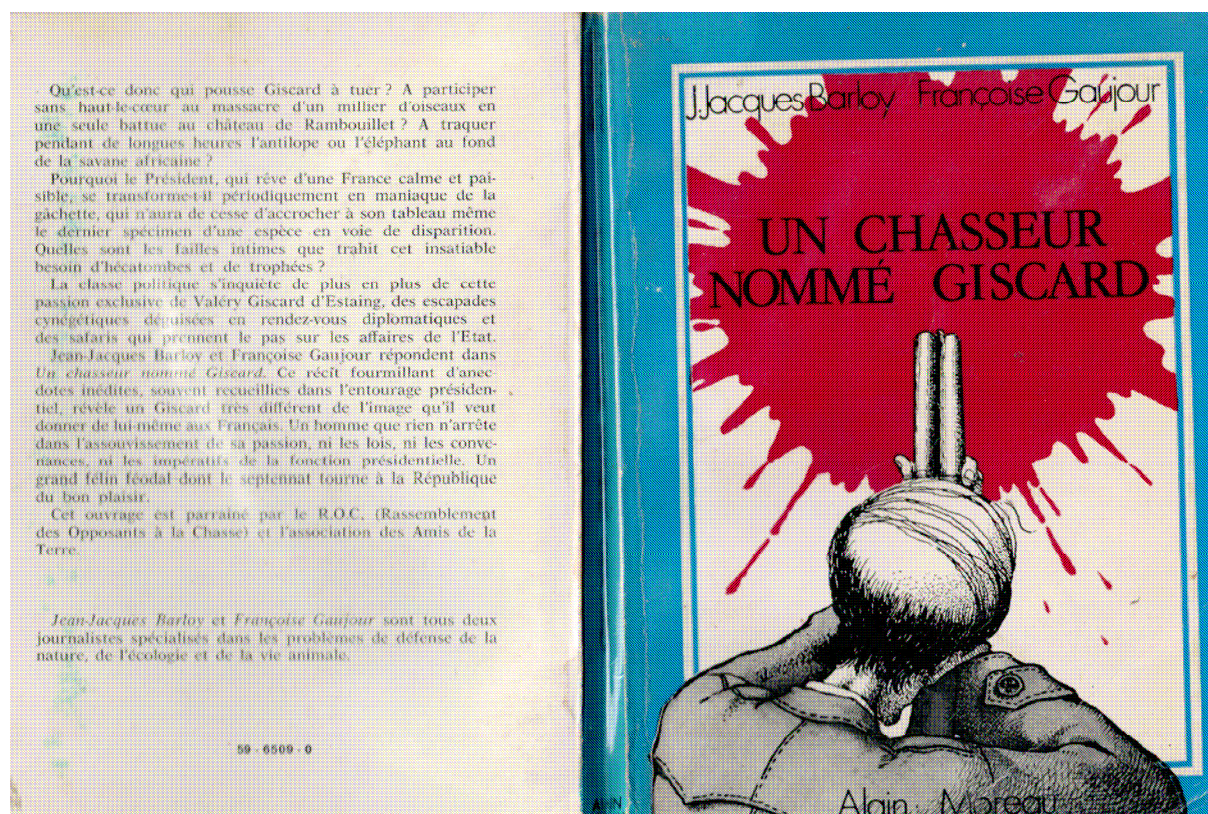 Qu'est-ce donc qui pousse Giscard à tuer ? A participer
sans haut-le-cœur au massacre d'un millier d'oiseaux en
une seule battue au château de Rambouillet ? A traquer
pendant de longues heures l'antilope ou l'éléphant au fond
de la savane africaine ?
Pourquoi le Président, qui rêve d'une France calme et pai-
sible, se transforme-t-il périodiquement en maniaque de la
gâchette, qui n'aura de cesse d'accrocher à son tableau même
le dernier spécimen d'une espèce en voie de disparition.
Quelles sont les failles intimes que trahit cet insatiable
besoin d'hécatombes et de trophées ?
La classe politique s'inquiète de plus en plus de cette
passion exclusive de Valéry Giscard d'Estaing, des escapades
cynégétiques déguisées en rendez-vous diplomatiques et
des safaris qui prennent le pas sur les affaires de l'Etat.
Jean-Jacques Barloy et Françoise Gaujour répondent dans
Un chasseur nommé Giscard. Ce récit fourmillant d'anec-
dotes inédites, souvent recueillies dans l'entourage présiden-
tiel, révèle un Giscard très différent de l'image qu'il veut
donner de lui-même aux Français. Un homme que rien n'arrête
dans l'assouvissement de sa passion, ni les lois, ni les conve-
nances, ni les impératifs de la fonction présidentielle. Un
grand félin féodal dont le septennat tourne à la République
du bon plaisir.
Cet ouvrage est parrainé par le R.O.C. (Rassemblement
des Opposants à la Chasse) et l'association des Amis de la
Terre.
Jean-Jacques Barloy et Françoise Gaujour sont tous deux
journalistes spécialisés dans les problèmes de défense de la
nature, de l'écologie et de la vie animale.
59 - 6509 - 0
J.Jacques Barloy Francoise Gaujour
UN CHASSEUR
NOMMÉ GISCARD
Alain Moreau